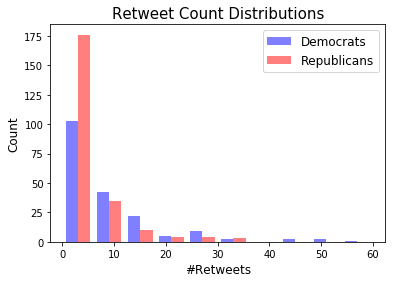 Retweet Count Distributions
Democrats
Republicans
175
150
125
100
75
50
25
0
Count
0 10 20 30 40 50 60
#Retweets